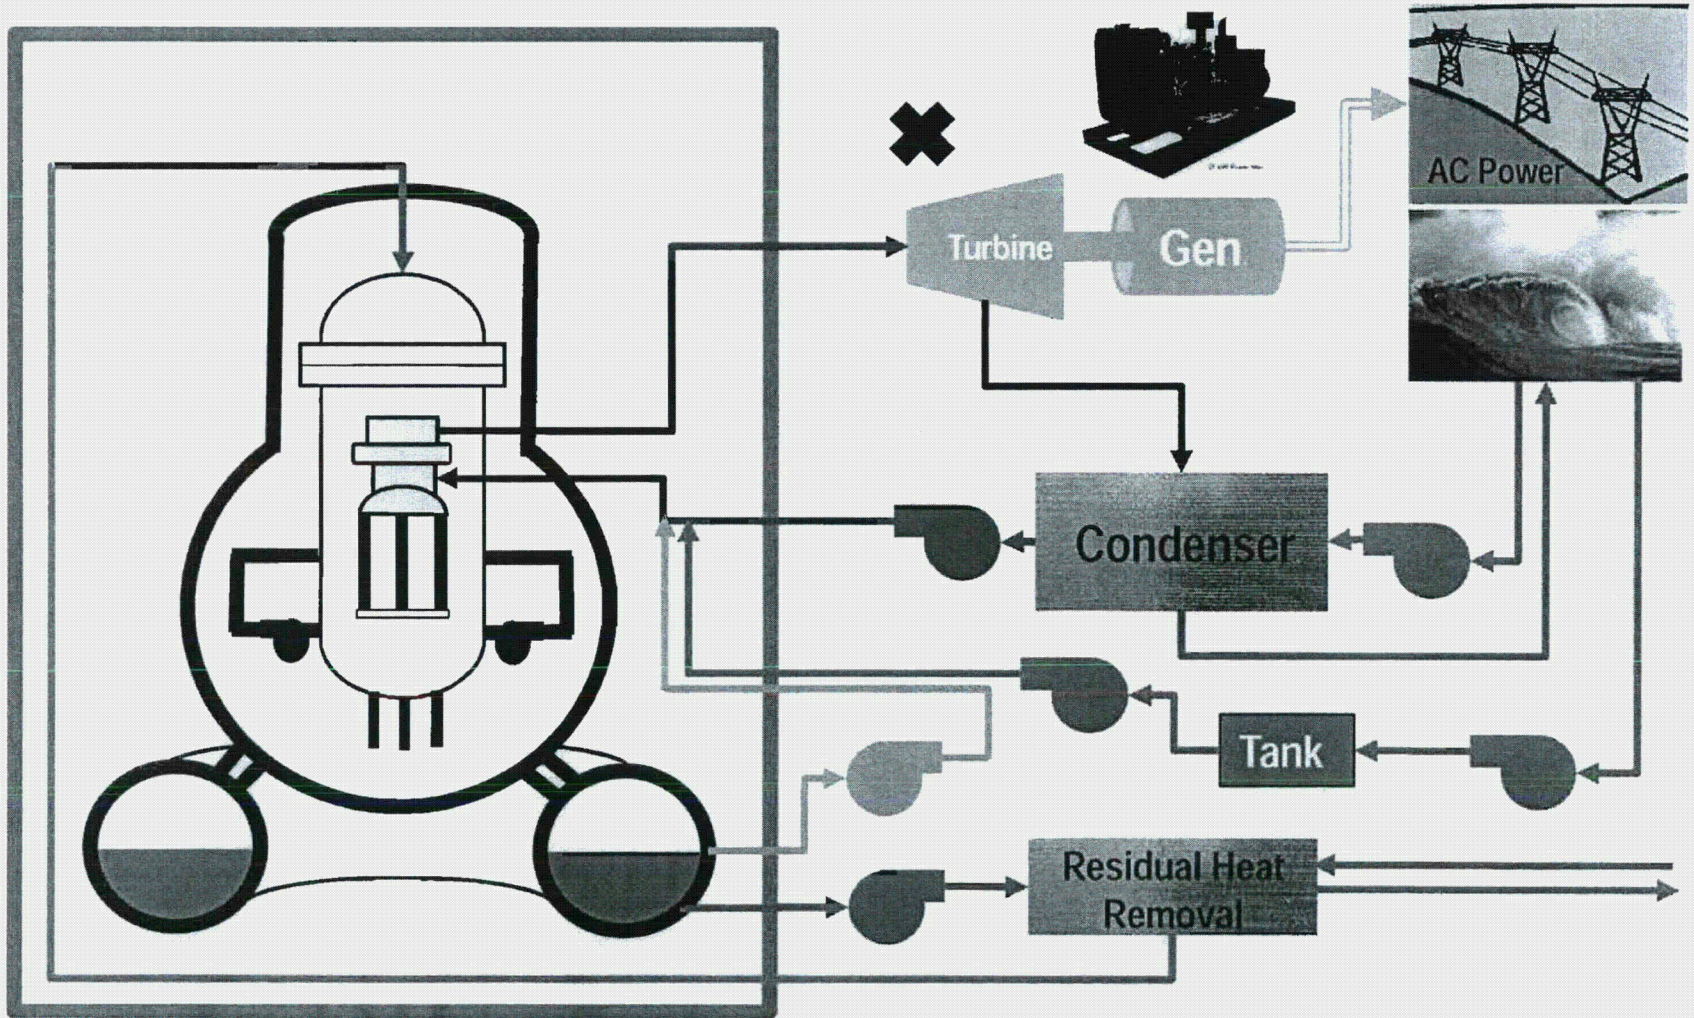 AC Power
Turbine
Gen
Condenser
Tank
Residual Heat
Removal